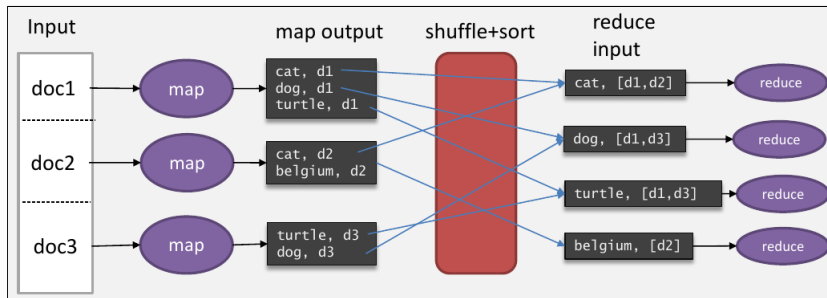 Input
map output
shuffle+sort
reduce
input
doc1
map
cat, d1
dog, d1
turtle, d1
cat, [d1,d2]
reduce
dog, [d1,d3]
reduce
doc2
map
cat, d2
belgium, d2
turtle, [d1,d3]
reduce
doc3
map
turtle, d3
dog, d3
belgium, [d2]
reduce